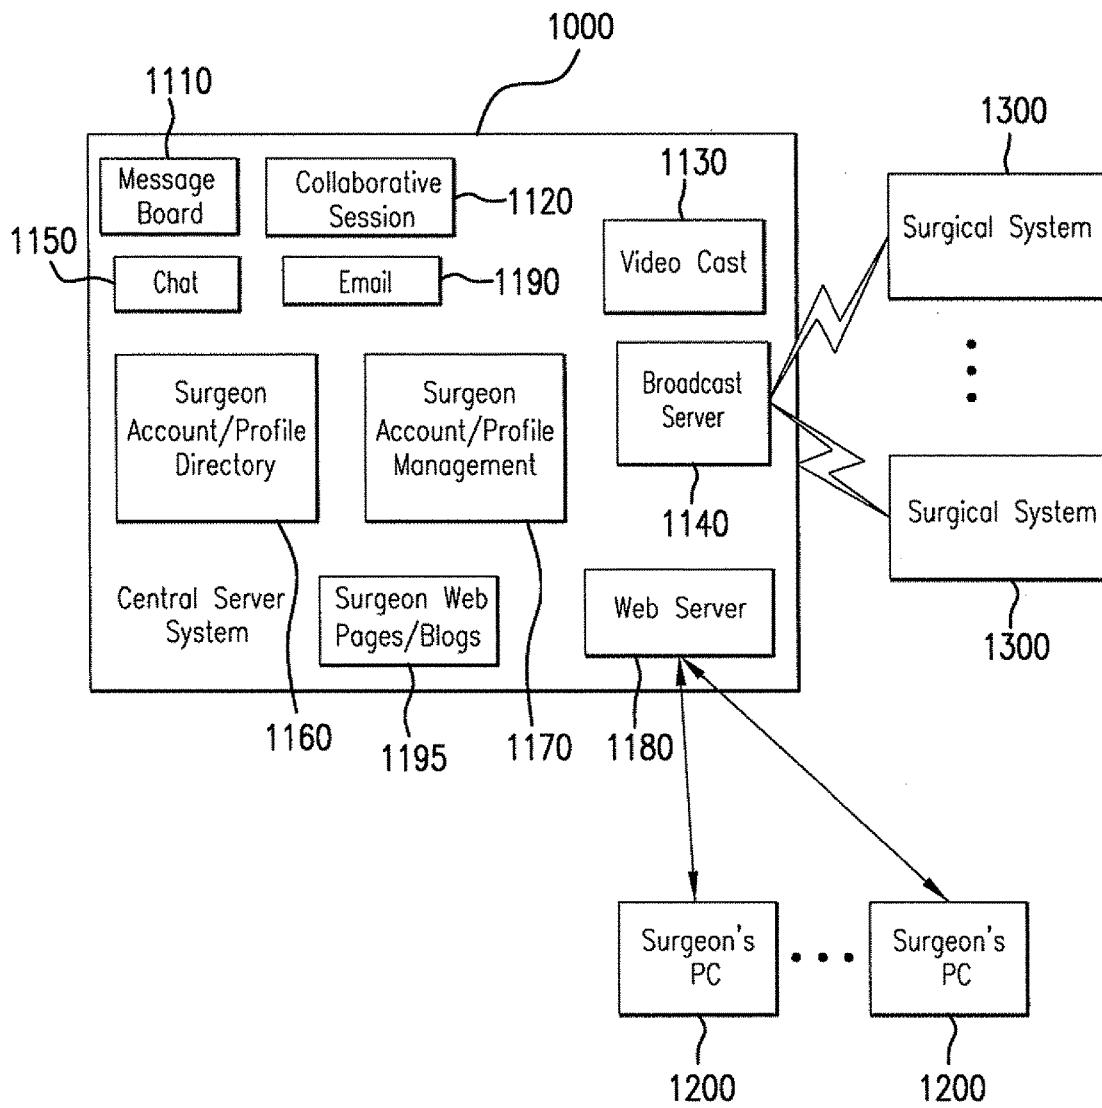 1000
1110
1300
Message
Board
Collaborative
Session
1120
1130
Surgical System
1150
Chat
Email
1190
Video Cast
Surgeon
Account/Profile
Directory
Surgeon
Account/Profile
Management
Broadcast
Server
1140
Surgical System
1300
Central Server
System
Surgeon Web
Pages/Blogs
Web Server
1160
1195
1170
1180
Surgeon's
PC
Surgeon's
PC
1200
1200